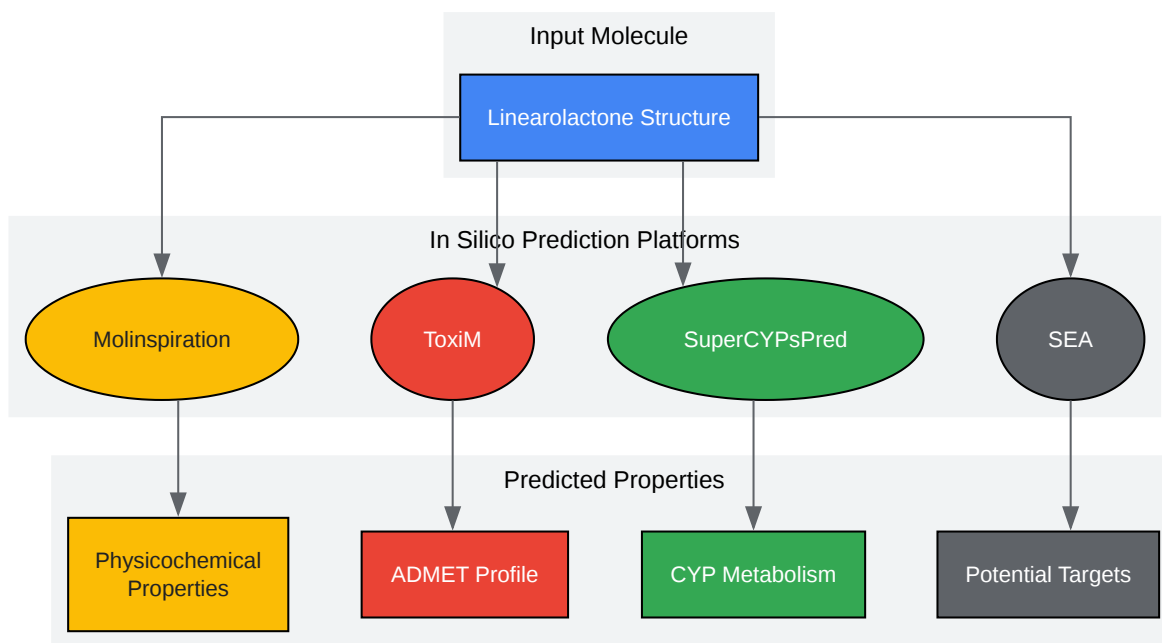 Input Molecule
Linearolactone Structure
In Silico Prediction Platforms
Molinspiration
ToxiM
SuperCYPsPred
SEA
Predicted Properties
Physicochemical
Properties
ADMET Profile
CYP Metabolism
Potential Targets